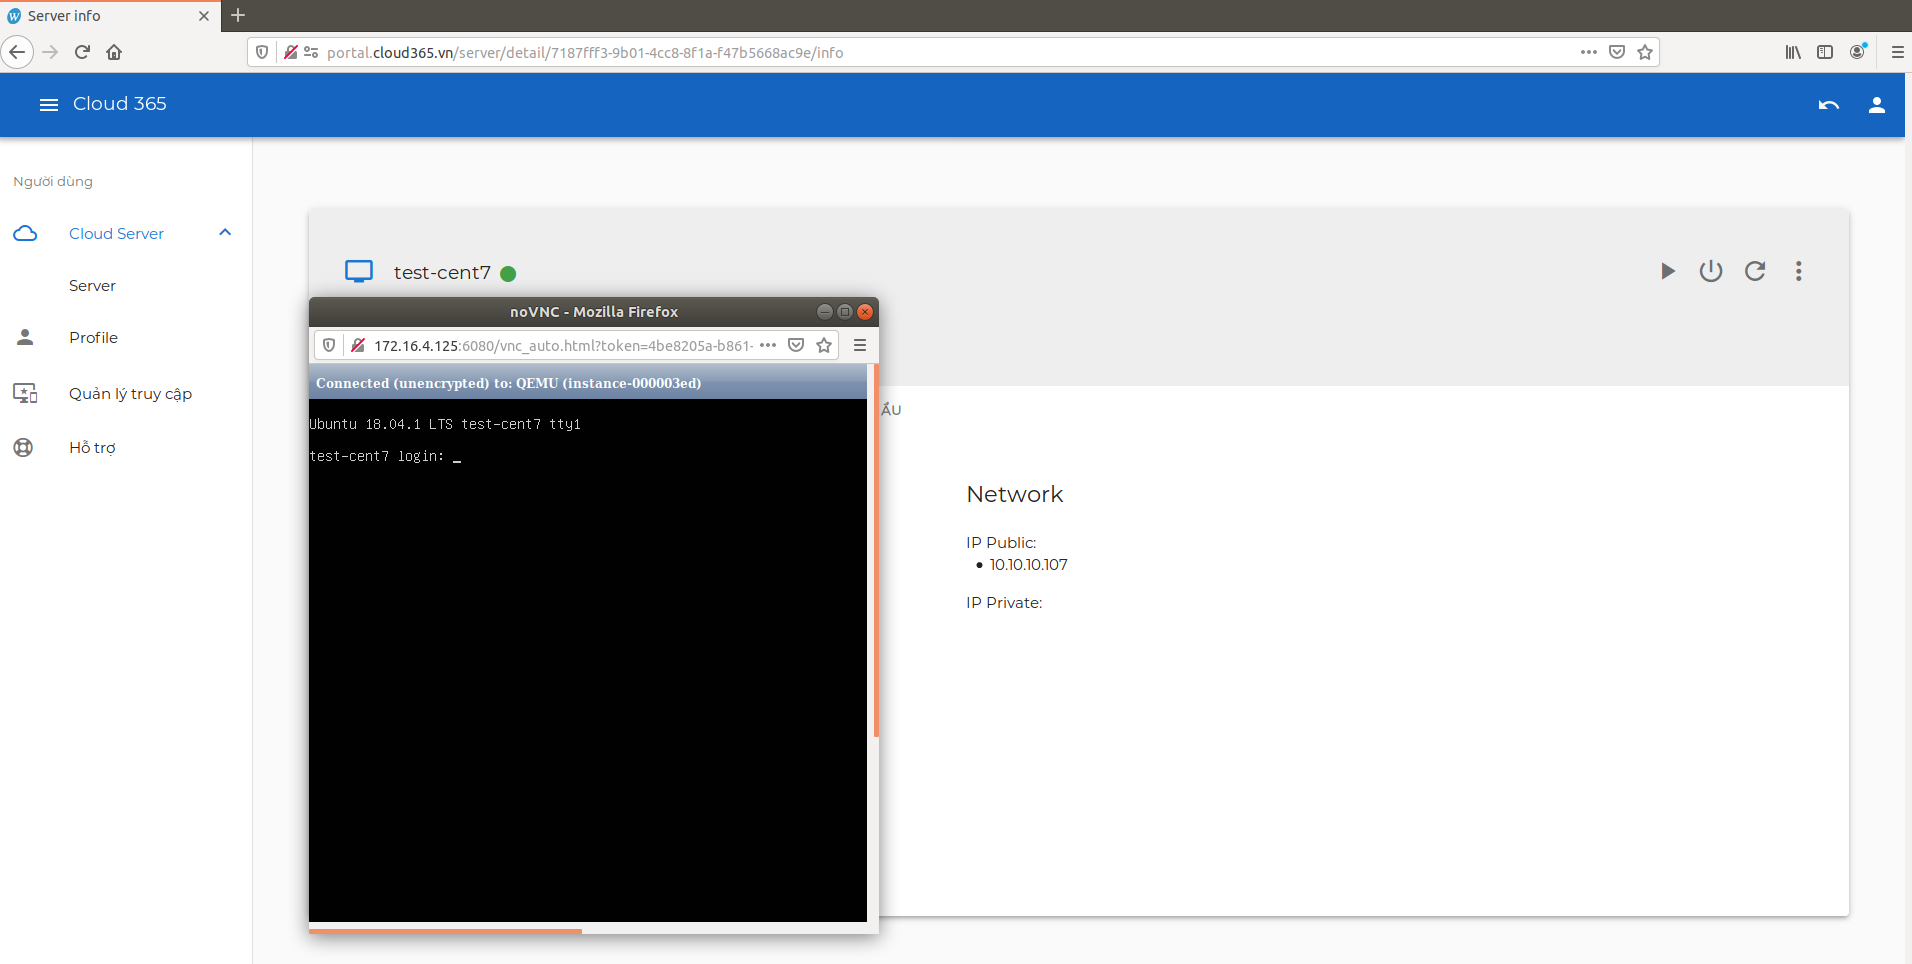 Server info
portal.cloud365.vn/server/detail/7187fff3-9b01-4cc8-8f1a-f47b5668ac9e/info
Cloud 365
Người dùng
Cloud Server
Server
Profile
Quản lý truy cập
Hỗ trợ
test-cent7
noVNC - Mozilla Firefox
172.16.4.125:6080/vnc_auto.html?token=4be8205a-b861-
Connected (unencrypted) to: QEMU (instance-000003ed)
Ubuntu 18.04.1 LTS test-cent7 tty1
test-cent7 login: _
ẦU
Network
IP Public:
• 10.10.10.107
IP Private: